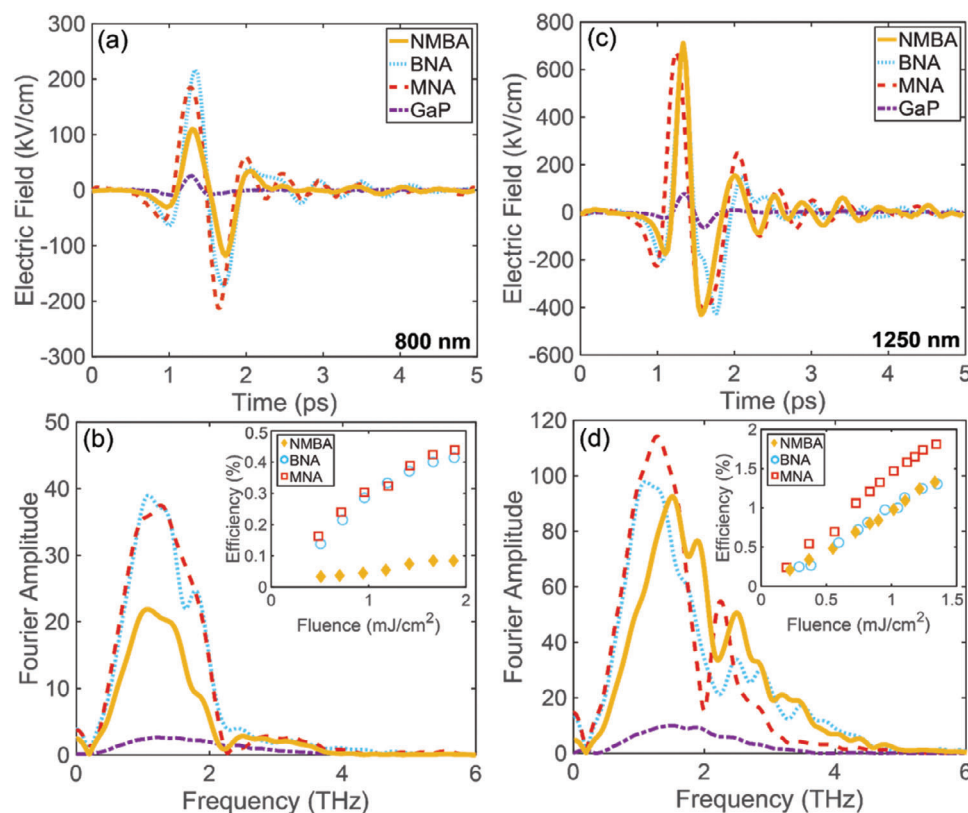 (a)
NMBA
BNA
MNA
GaP
300
200
100
0
-100
-200
-300
Electric Field (kV/cm)
800 nm
0 1 2 3 4 5
Time (ps)
(c)
NMBA
BNA
MNA
GaP
800
600
400
200
0
-200
-400
-600
Electric Field (kV/cm)
1250 nm
0 1 2 3 4 5
Time (ps)
(b)
50
40
30
20
10
0
Fourier Amplitude
0 2 4 6
Frequency (THz)
NMBA
BNA
MNA
0.5
0.4
0.3
0.1
0
Efficiency (%)
0 1 2
Fluence (mJ/cm²)
(d)
120
100
80
60
40
20
0
Fourier Amplitude
0 2 4 6
Frequency (THz)
NMBA
BNA
MNA
2
1.5
1
0.5
0
Efficiency (%)
0 0.5 1 1.5
Fluence (mJ/cm²)